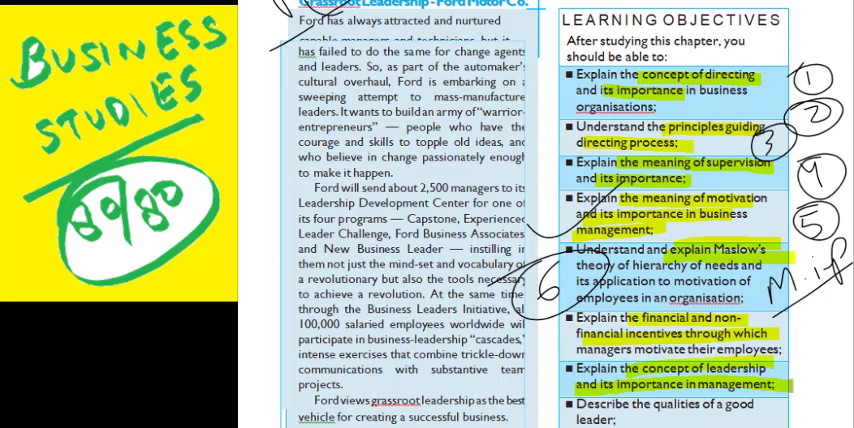 BUSINESS
STUDIES
80/80
Grassroot Leadership - Ford Motor Co.
Ford has always attracted and nurtured
capable managers and technicians, but it
has failed to do the same for change agents
and leaders. So, as part of the automaker's
cultural overhaul, Ford is embarking on a
sweeping attempt to mass-manufacture
leaders. It wants to build an army of "warrior-
entrepreneurs" — people who have the
courage and skills to topple old ideas, and
who believe in change passionately enough
to make it happen.
Ford will send about 2,500 managers to its
Leadership Development Center for one of
its four programs — Capstone, Experienced
Leader Challenge, Ford Business Associates
and New Business Leader — instilling in
them not just the mind-set and vocabulary of
a revolutionary but also the tools necessary
to achieve a revolution. At the same time,
through the Business Leaders Initiative, all
100,000 salaried employees worldwide will
participate in business-leadership "cascades,"
intense exercises that combine trickle-down
communications with substantive team
projects.
Ford views grassroot leadership as the best
vehicle for creating a successful business.
LEARNING OBJECTIVES
After studying this chapter, you
should be able to:
■ Explain the concept of directing
and its importance in business
organisations;
■ Understand the principles guiding
directing process;
■ Explain the meaning of supervision
and its importance;
■ Explain the meaning of motivation
and its importance in business
management;
■ Understand and explain Maslow's
theory of hierarchy of needs and
its application to motivation of
employees in an organisation;
■ Explain the financial and non-
financial incentives through which
managers motivate their employees;
■ Explain the concept of leadership
and its importance in management;
■ Describe the qualities of a good
leader;
1
2
3
4
5
6
M.i.f